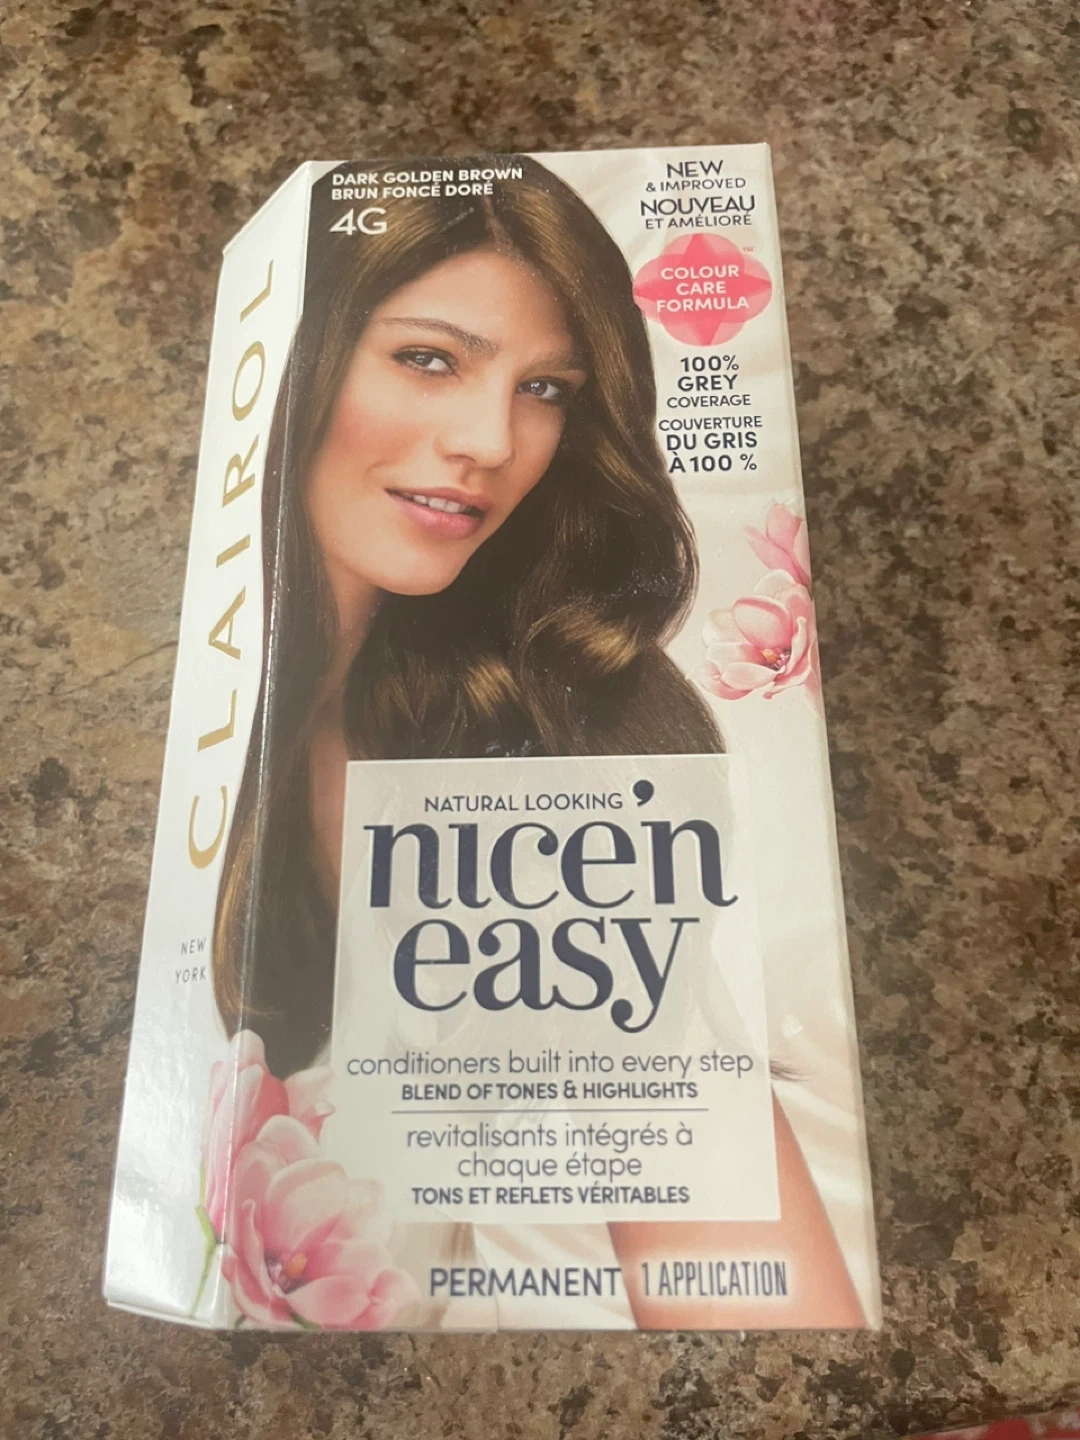 DARK GOLDEN BROWN
BRUN FONCÉ DORÉ
4G
NEW
& IMPROVED
NOUVEAU
ET AMÉLIORÉ
COLOUR
CARE
FORMULA
™
100%
GREY
COVERAGE
COUVERTURE
DU GRIS
À 100 %
CLAIROL
NEW
YORK
NATURAL LOOKING
nice'n
easy
conditioners built into every step
BLEND OF TONES & HIGHLIGHTS
revitalisants intégrés à
chaque étape
TONS ET REFLETS VÉRITABLES
PERMANENT 1 APPLICATION